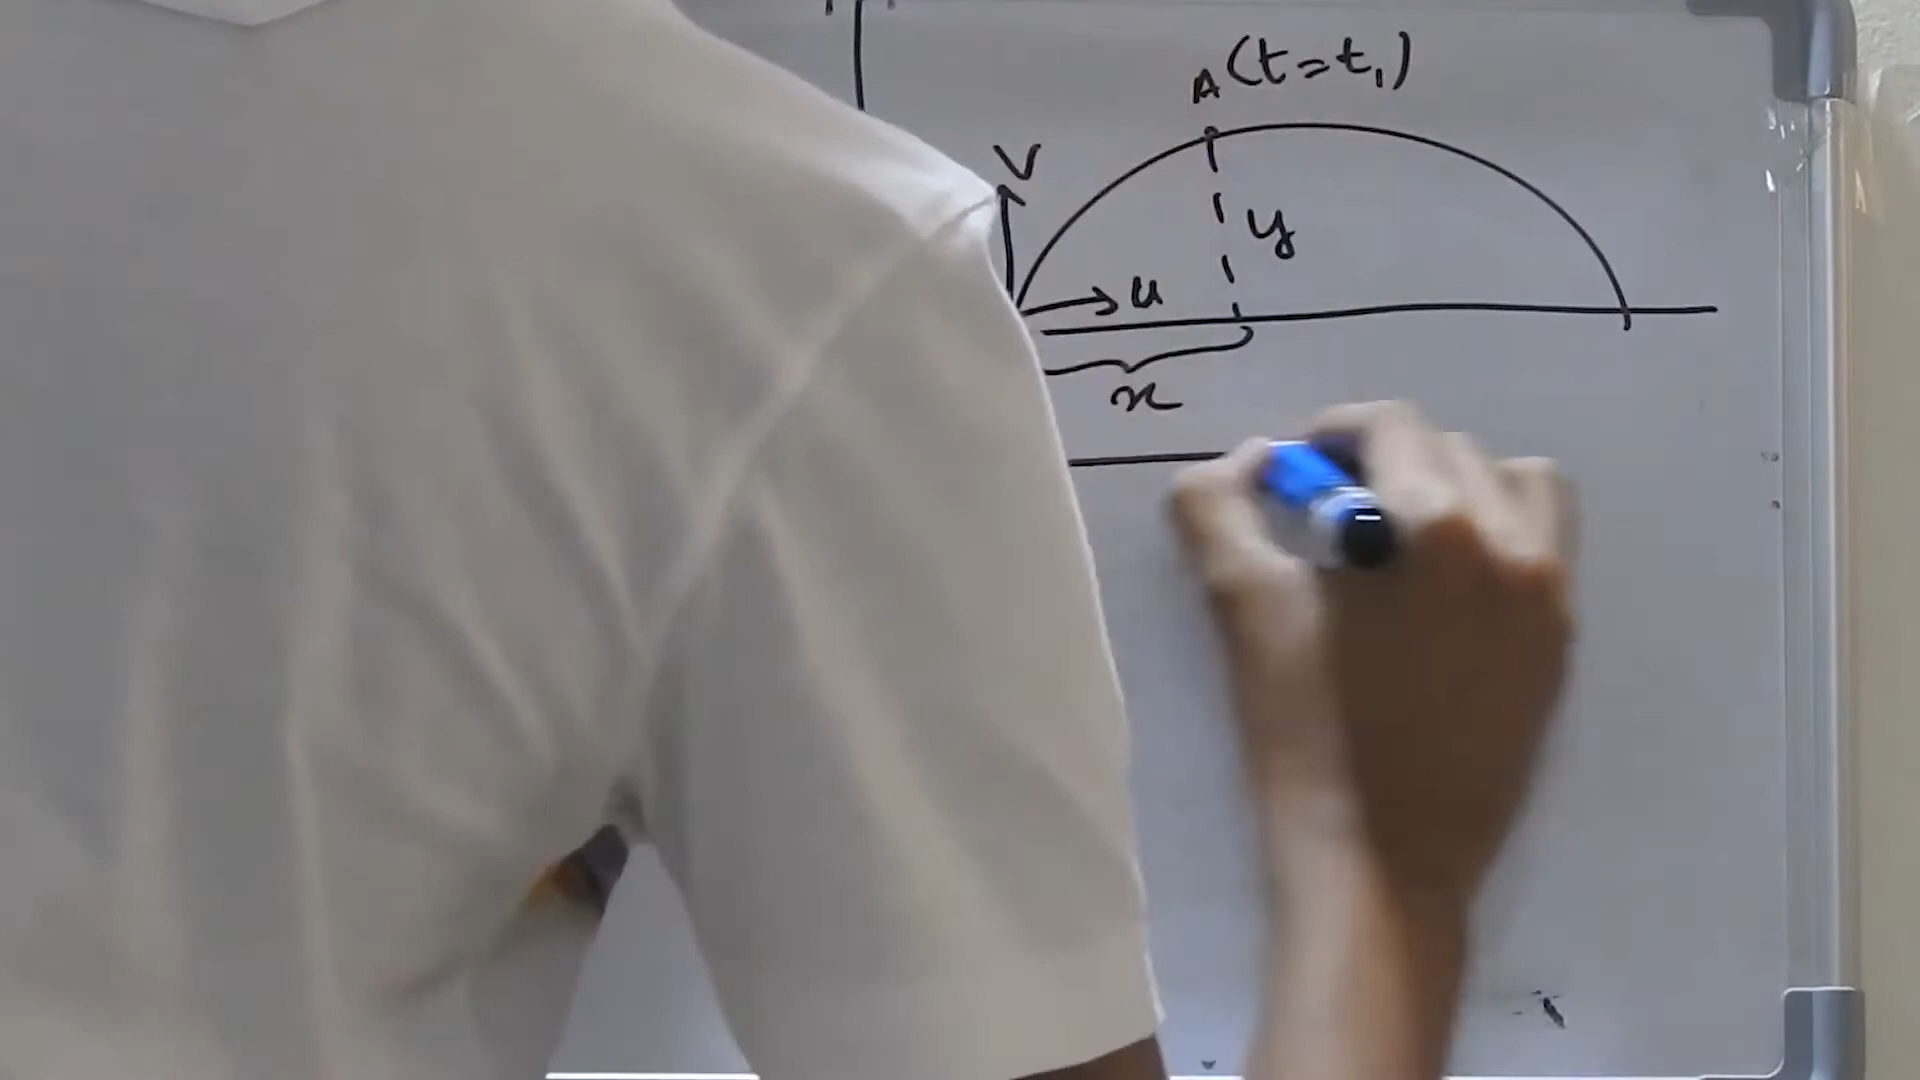 A (t = t₁)
V
y
u
x